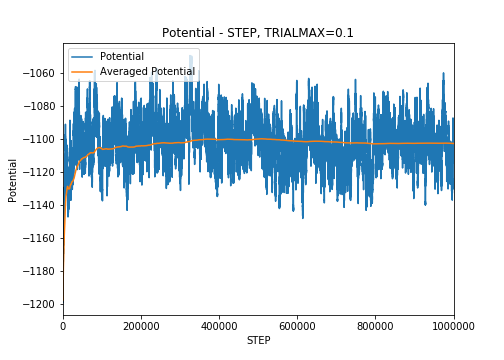 Potential - STEP, TRIALMAX=0.1
Potential
Averaged Potential
−1060
−1080
−1100
−1120
−1140
−1160
−1180
−1200
Potential
0
200000
400000
600000
800000
1000000
STEP